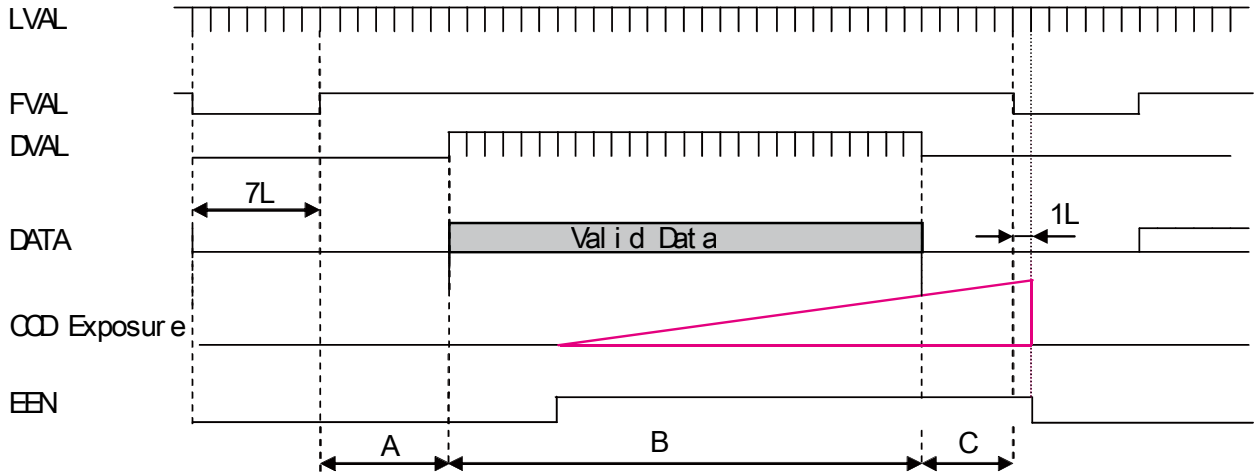 LVAL
FVAL
DVAL
7L
1L
DATA
Valid Data
CCD Exposure
EEN
A
B
C